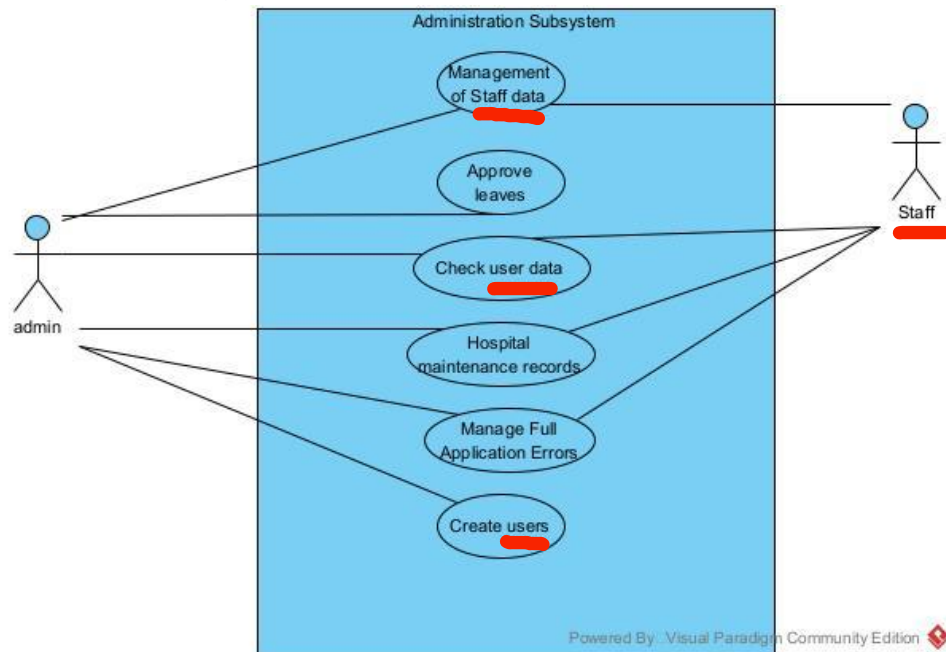 Administration Subsystem
Management
of Staff data
Approve
leaves
Staff
Check user data
admin
Hospital
maintenance records
Manage Full
Application Errors
Create users
Powered By Visual Paradigm Community Edition